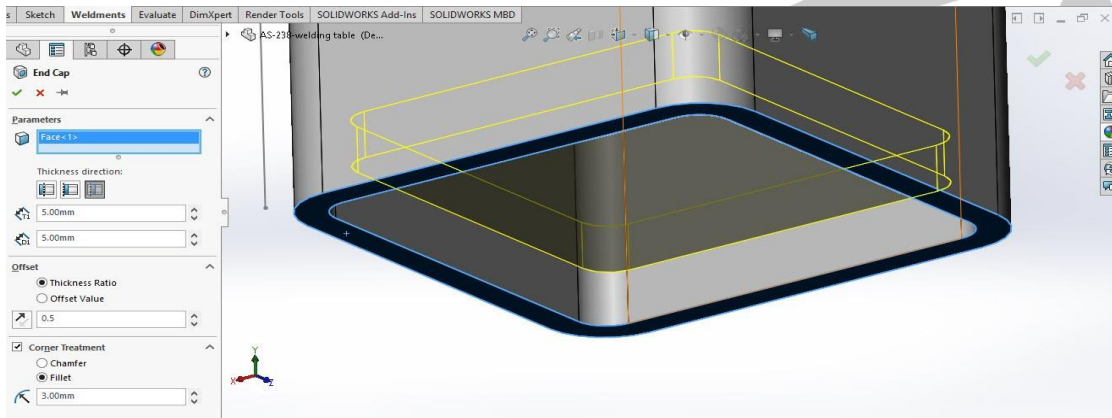 s Sketch Weldments Evaluate DimXpert Render Tools SOLIDWORKS Add-Ins SOLIDWORKS MBD
AS-238-welding table (De...
End Cap
Parameters
Face<1>
Thickness direction:
T1 5.00mm
D1 5.00mm
Offset
Thickness Ratio
Offset Value
0.5
Corner Treatment
Chamfer
Fillet
3.00mm
Y
X
Z